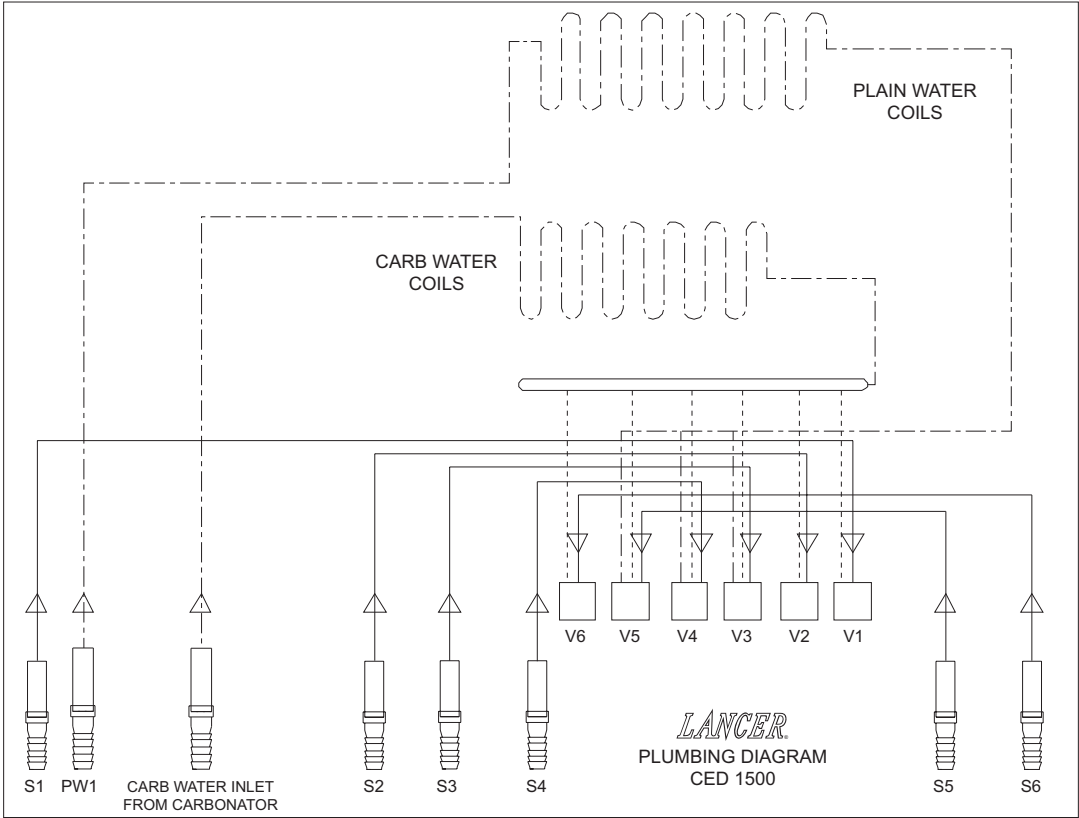 PLAIN WATER
COILS
CARB WATER
COILS
V6 V5 V4 V3 V2 V1
LANCER®
PLUMBING DIAGRAM
CED 1500
S1 PW1 CARB WATER INLET
FROM CARBONATOR
S2 S3 S4 S5 S6